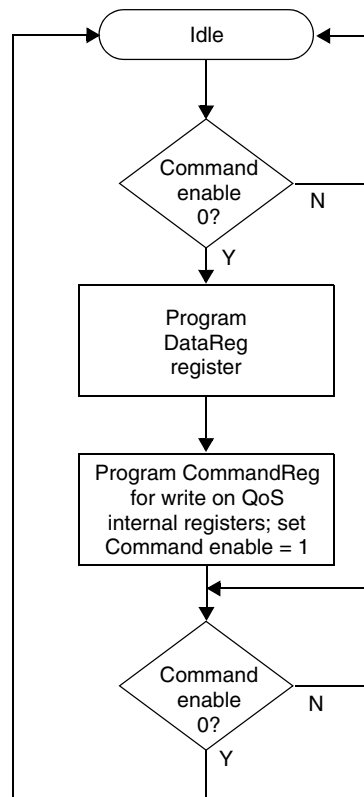 Idle
Command
enable
0?
N
Y
Program
DataReg
register
Program CommandReg
for write on QoS
internal registers; set
Command enable = 1
Command
enable
0?
N
Y